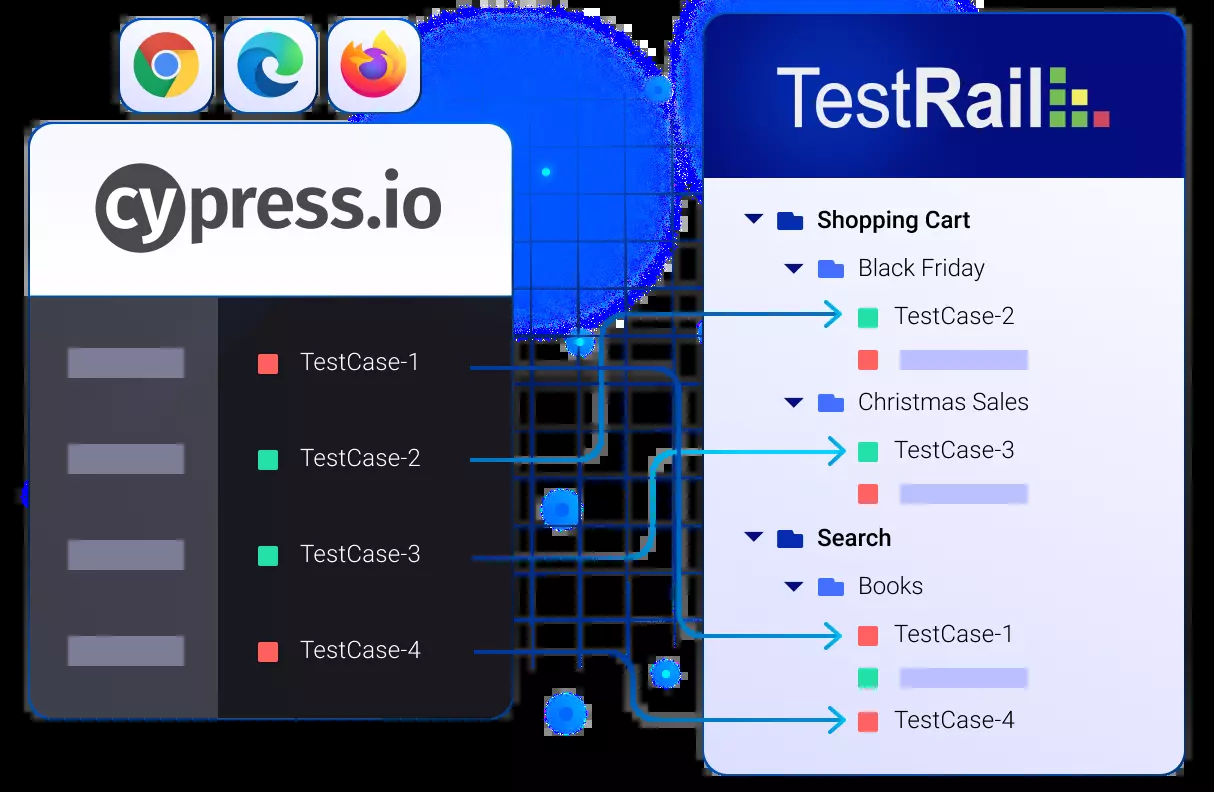 cypress.io
TestCase-1
TestCase-2
TestCase-3
TestCase-4
TestRail
Shopping Cart
Black Friday
TestCase-2
Christmas Sales
TestCase-3
Search
Books
TestCase-1
TestCase-4